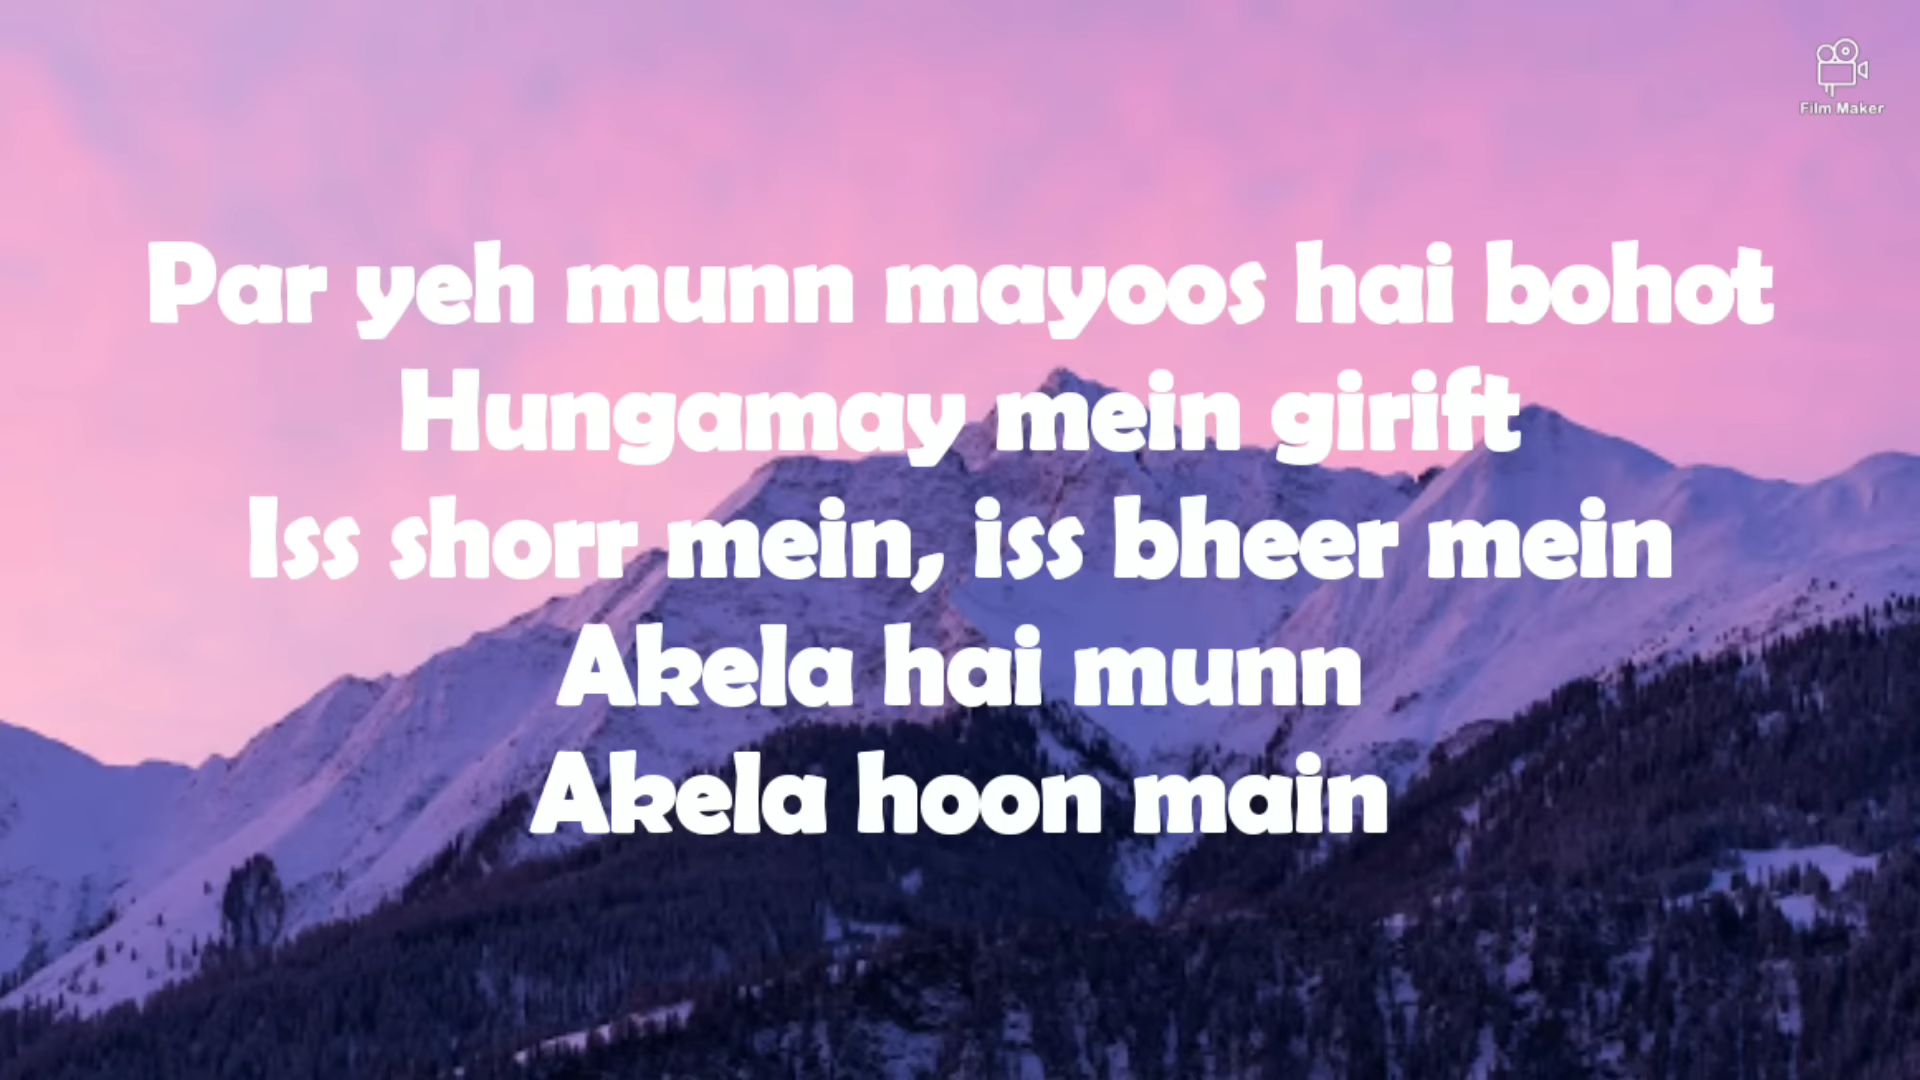 Film Maker
Par yeh munn mayoos hai bohot
Hungamay mein girift
Iss shorr mein, iss bheer mein
Akela hai munn
Akela hoon main